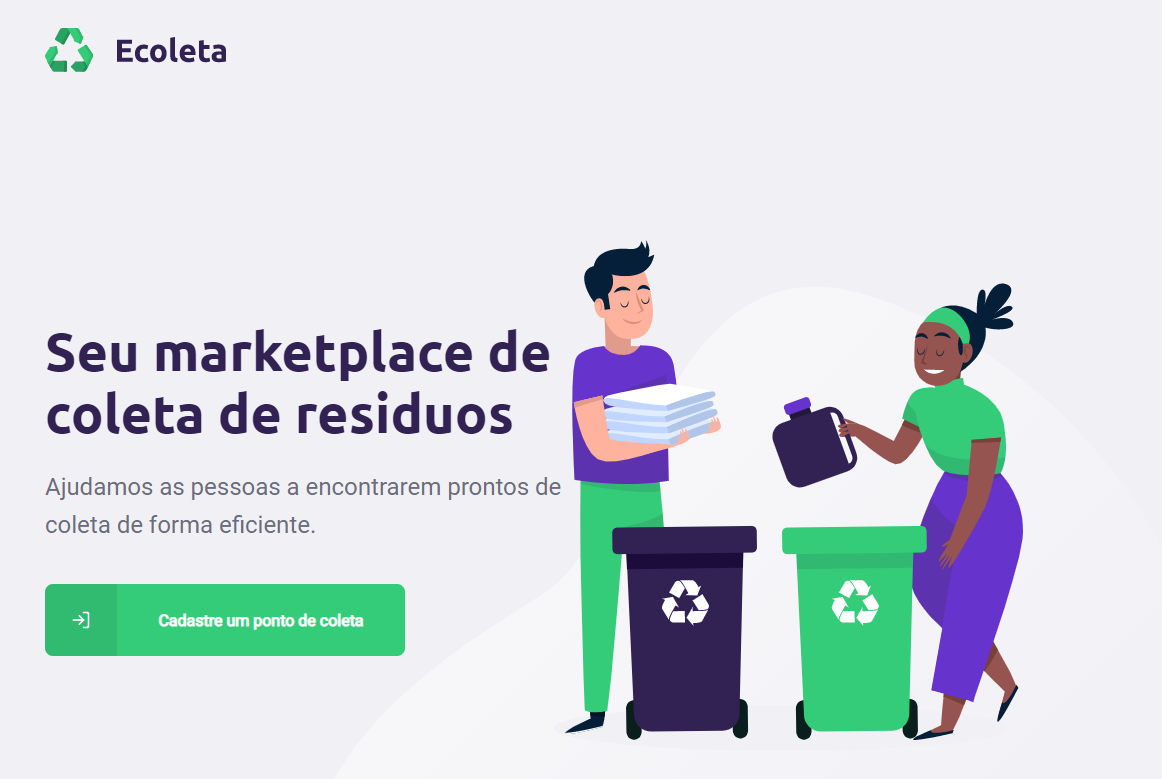 Ecoleta
Seu marketplace de
coleta de residuos
Ajudamos as pessoas a encontrarem prontos de
coleta de forma eficiente.
Cadastre um ponto de coleta